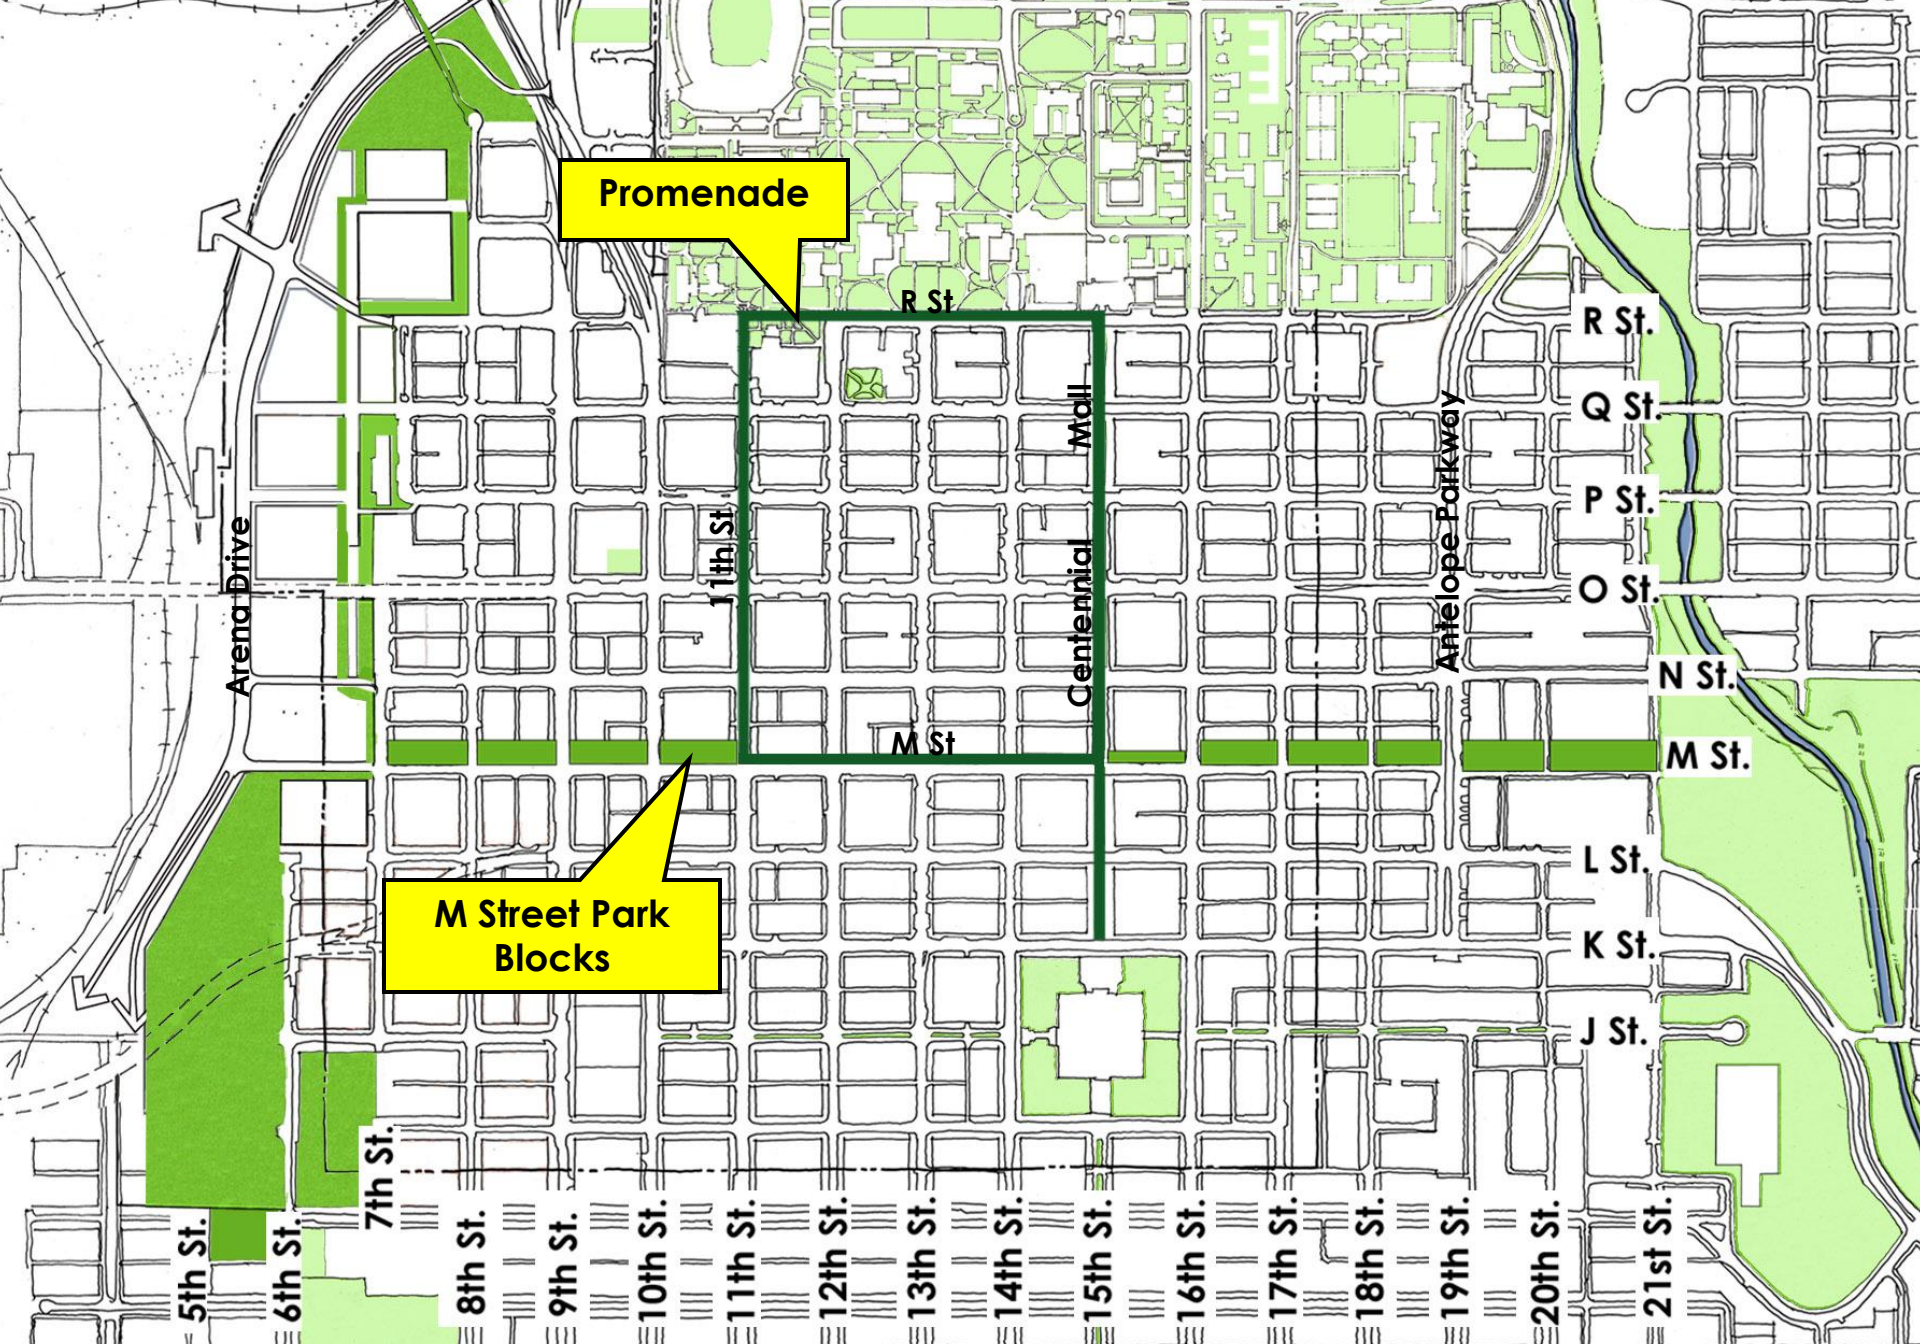 Promenade
R St
R St.
Mall
Q St.
Antelope Parkway
P St.
11th St
Arena Drive
Centennial
O St.
N St.
M St
M St.
L St.
M Street Park
Blocks
K St.
J St.
7th St.
5th St.
6th St.
8th St.
9th St.
10th St.
11th St.
12th St.
13th St.
14th St.
15th St.
16th St.
17th St.
18th St.
19th St.
20th St.
21st St.